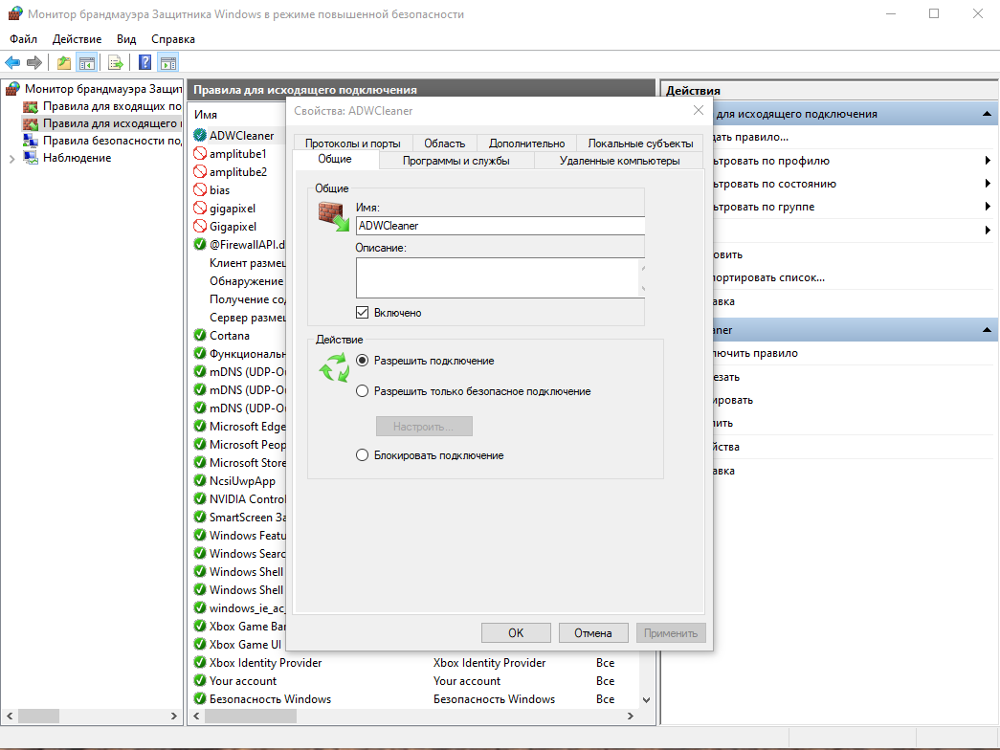 Монитор брандмауэра Защитника Windows в режиме повышенной безопасности
Файл Действие Вид Справка
Монитор брандмауэра Защит
Правила для входящих по
Правила для исходящего
Правила безопасности по
Наблюдение
Правила для исходящего подключения
Имя
ADWCleaner
amplitube1
amplitube2
bias
gigapixel
Gigapixel
@FirewallAPI.d
Клиент размещ
Обнаружение
Получение сод
Сервер размещ
Cortana
Функциональн
mDNS (UDP-O
mDNS (UDP-O
mDNS (UDP-O
Microsoft Edge
Microsoft Peop
Microsoft Store
NcsiUwpApp
NVIDIA Control
SmartScreen За
Windows Featu
Windows Searc
Windows Shell
Windows Shell
windows_ie_ac_
Xbox Game Bar
Xbox Game UI
Xbox Identity Provider Xbox Identity Provider Все
Your account Your account Все
Безопасность Windows Безопасность Windows Все
Свойства: ADWCleaner
Протоколы и порты Область Дополнительно Локальные субъекты
Общие Программы и службы Удаленные компьютеры
Общие
Имя:
ADWCleaner
Описание:
Включено
Действие
Разрешить подключение
Разрешить только безопасное подключение
Настроить...
Блокировать подключение
OK Отмена Применить
Действия
для исходящего подключения
дать правило...
ьтровать по профилю
ьтровать по состоянию
ьтровать по группе
овить
портировать список...
авка
eaner
лючить правило
езать
ировать
лить
йства
авка